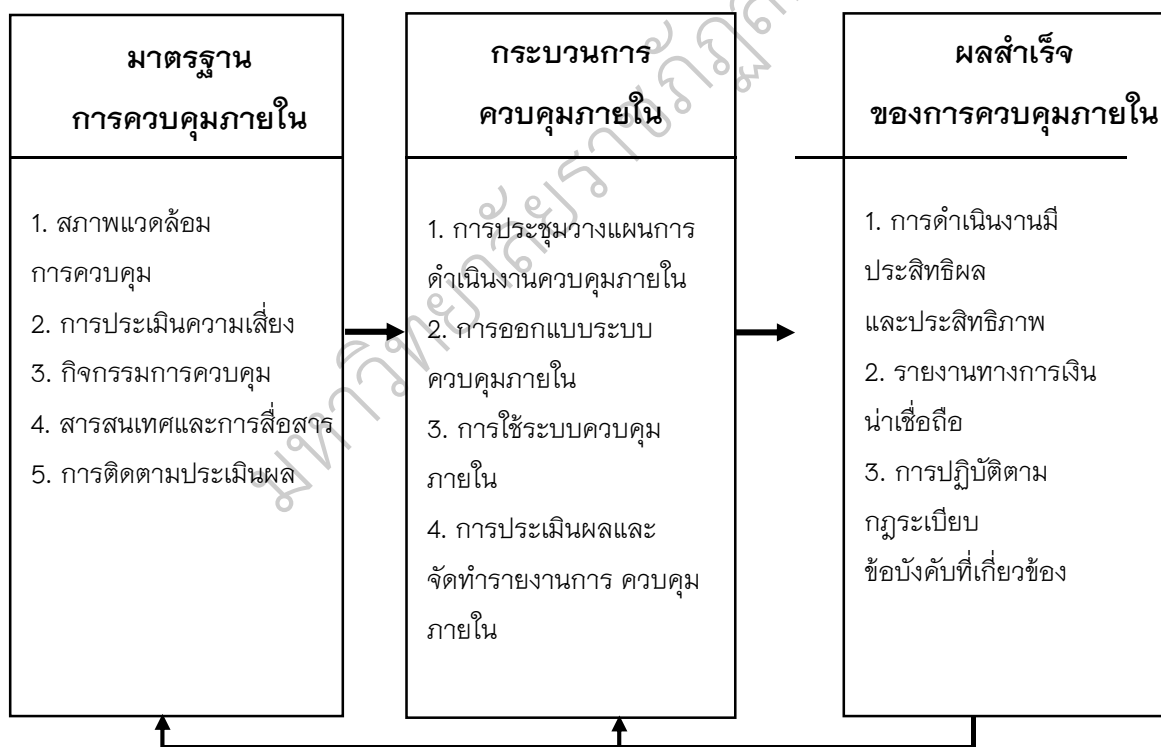 มาตรฐาน
การควบคุมภายใน
1. สภาพแวดล้อม
การควบคุม
2. การประเมินความเสี่ยง
3. กิจกรรมการควบคุม
4. สารสนเทศและการสื่อสาร
5. การติดตามประเมินผล
กระบวนการ
ควบคุมภายใน
1. การประชุมวางแผนการ
ดำเนินงานควบคุมภายใน
2. การออกแบบระบบ
ควบคุมภายใน
3. การใช้ระบบควบคุม
ภายใน
4. การประเมินผลและ
จัดทำรายงานการ ควบคุม
ภายใน
ผลสำเร็จ
ของการควบคุมภายใน
1. การดำเนินงานมี
ประสิทธิผล
และประสิทธิภาพ
2. รายงานทางการเงิน
น่าเชื่อถือ
3. การปฏิบัติตาม
กฎระเบียบ
ข้อบังคับที่เกี่ยวข้อง
มหาวิทยาลัยราชภัฏ